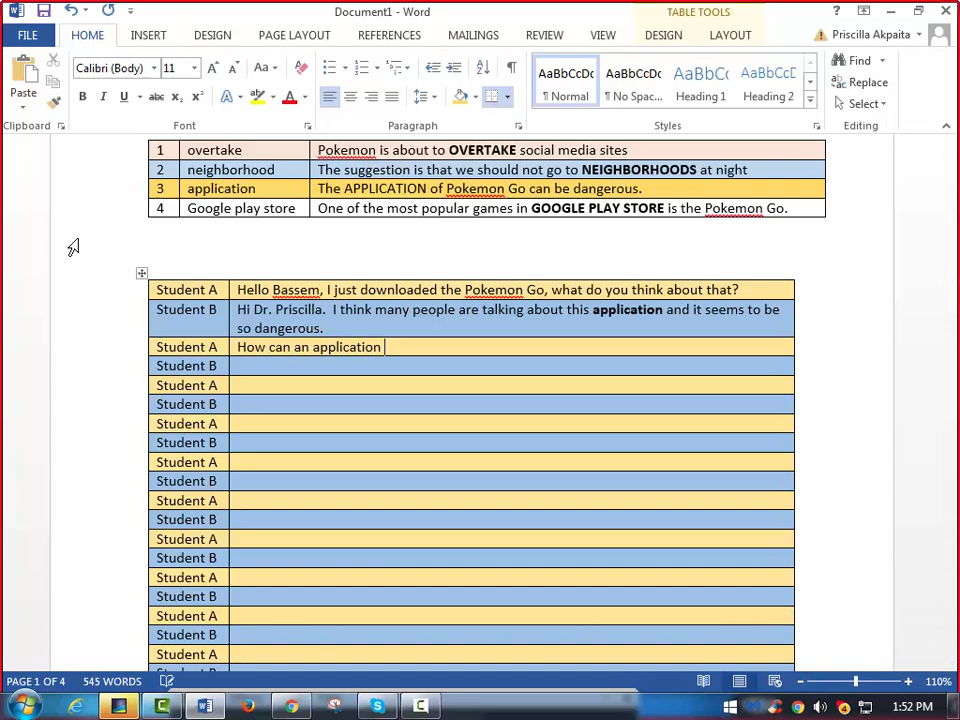 Document1 - Word
TABLE TOOLS
FILE HOME INSERT DESIGN PAGE LAYOUT REFERENCES MAILINGS REVIEW VIEW DESIGN LAYOUT Priscilla Akpaita
Calibri (Body) 11 Find
Paste Replace
Select
AaBbCcDc AaBbCcDc AaBbCc AaBbCcD
¶ Normal ¶ No Spac... Heading 1 Heading 2
Clipboard Font Paragraph Styles Editing
1 overtake Pokemon is about to OVERTAKE social media sites
2 neighborhood The suggestion is that we should not go to NEIGHBORHOODS at night
3 application The APPLICATION of Pokemon Go can be dangerous.
4 Google play store One of the most popular games in GOOGLE PLAY STORE is the Pokemon Go.
Student A Hello Bassem, I just downloaded the Pokemon Go, what do you think about that?
Student B Hi Dr. Priscilla. I think many people are talking about this application and it seems to be
so dangerous.
Student A How can an application
Student B
Student A
Student B
Student A
Student B
Student A
Student B
Student A
Student B
Student A
Student B
Student A
Student B
Student A
Student B
Student A
PAGE 1 OF 4 545 WORDS 110%
1:52 PM